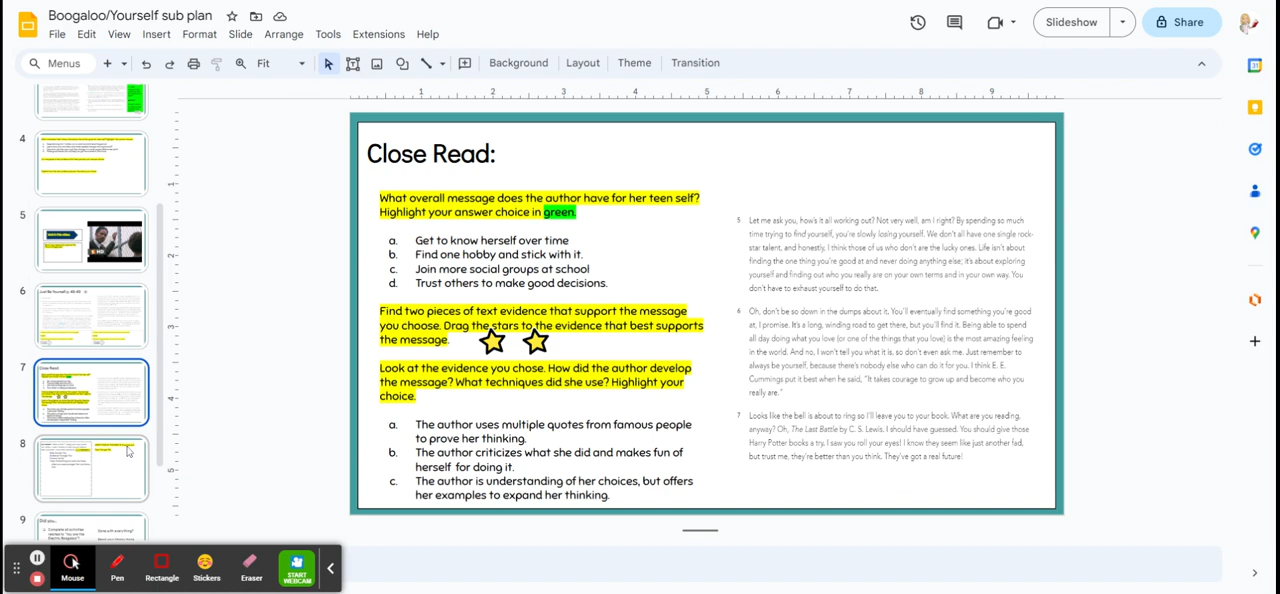 Boogaloo/Yourself sub plan
File Edit View Insert Format Slide Arrange Tools Extensions Help
Slideshow
Share
Menus
Fit
Background Layout Theme Transition
1 2 3 4 5 6 7 8 9
4
5
6
7
8
9
Close Read:
What overall message does the author have for her teen self?
Highlight your answer choice in green.
a. Get to know herself over time
b. Find one hobby and stick with it.
c. Join more social groups at school
d. Trust others to make good decisions.
Find two pieces of text evidence that support the message
you choose. Drag the stars to the evidence that best supports
the message.
Look at the evidence you chose. How did the author develop
the message? What techniques did she use? Highlight your
choice.
a. The author uses multiple quotes from famous people
to prove her thinking.
b. The author criticizes what she did and makes fun of
herself for doing it.
c. The author is understanding of her choices, but offers
her examples to expand her thinking.
5 Let me ask you, how's it all working out? Not very well, am I right? By spending so much
time trying to find yourself, you're slowly losing yourself. We don't all have one single rock-
star talent, and honestly, I think those of us who don't are the lucky ones. Life isn't about
finding the one thing you're good at and never doing anything else; it's about exploring
yourself and finding out who you really are on your own terms and in your own way. You
don't have to exhaust yourself to do that.
6 Oh, don't be so down in the dumps about it. You'll eventually find something you're good
at, I promise. It's a long, winding road to get there, but you'll find it. Being able to spend
all day doing what you love (or one of the things that you love) is the most amazing feeling
in the world. And no, I won't tell you what it is, so don't even ask me. Just remember to
always be yourself, because there's nobody else who can do it for you. I think E. E.
Cummings put it best when he said, "It takes courage to grow up and become who you
really are."
7 Looks like the bell is about to ring so I'll leave you to your book. What are you reading,
anyway? Oh, The Last Battle by C. S. Lewis. I should have guessed. You should give those
Harry Potter books a try. I saw you roll your eyes! I know they seem like just another fad,
but trust me, they're better than you think. They've got a real future!
Mouse
Pen
Rectangle
Stickers
Eraser
START
WEBCAM